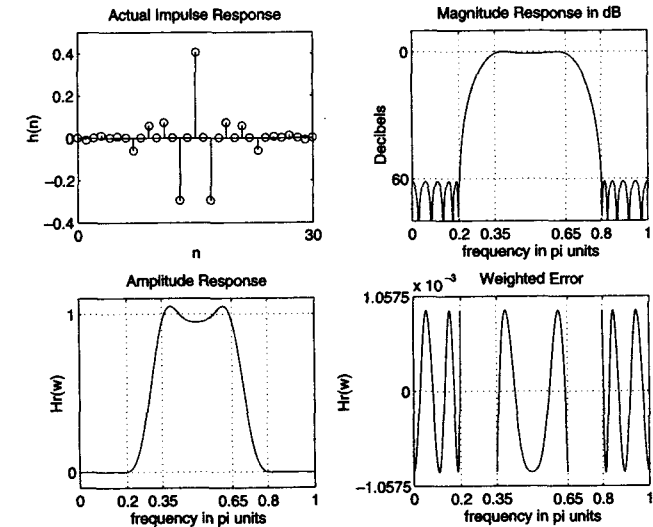 Actual Impulse Response
0.4
0.2
0
−0.2
−0.4
h(n)
0
30
n
Magnitude Response in dB
0
60
Decibels
0 0.2 0.35 0.65 0.8 1
frequency in pi units
Amplitude Response
1
0
Hr(w)
0 0.2 0.35 0.65 0.8 1
frequency in pi units
Weighted Error
1.0575 x 10⁻³
0
−1.0575
Hr(w)
0 0.2 0.35 0.65 0.8 1
frequency in pi units